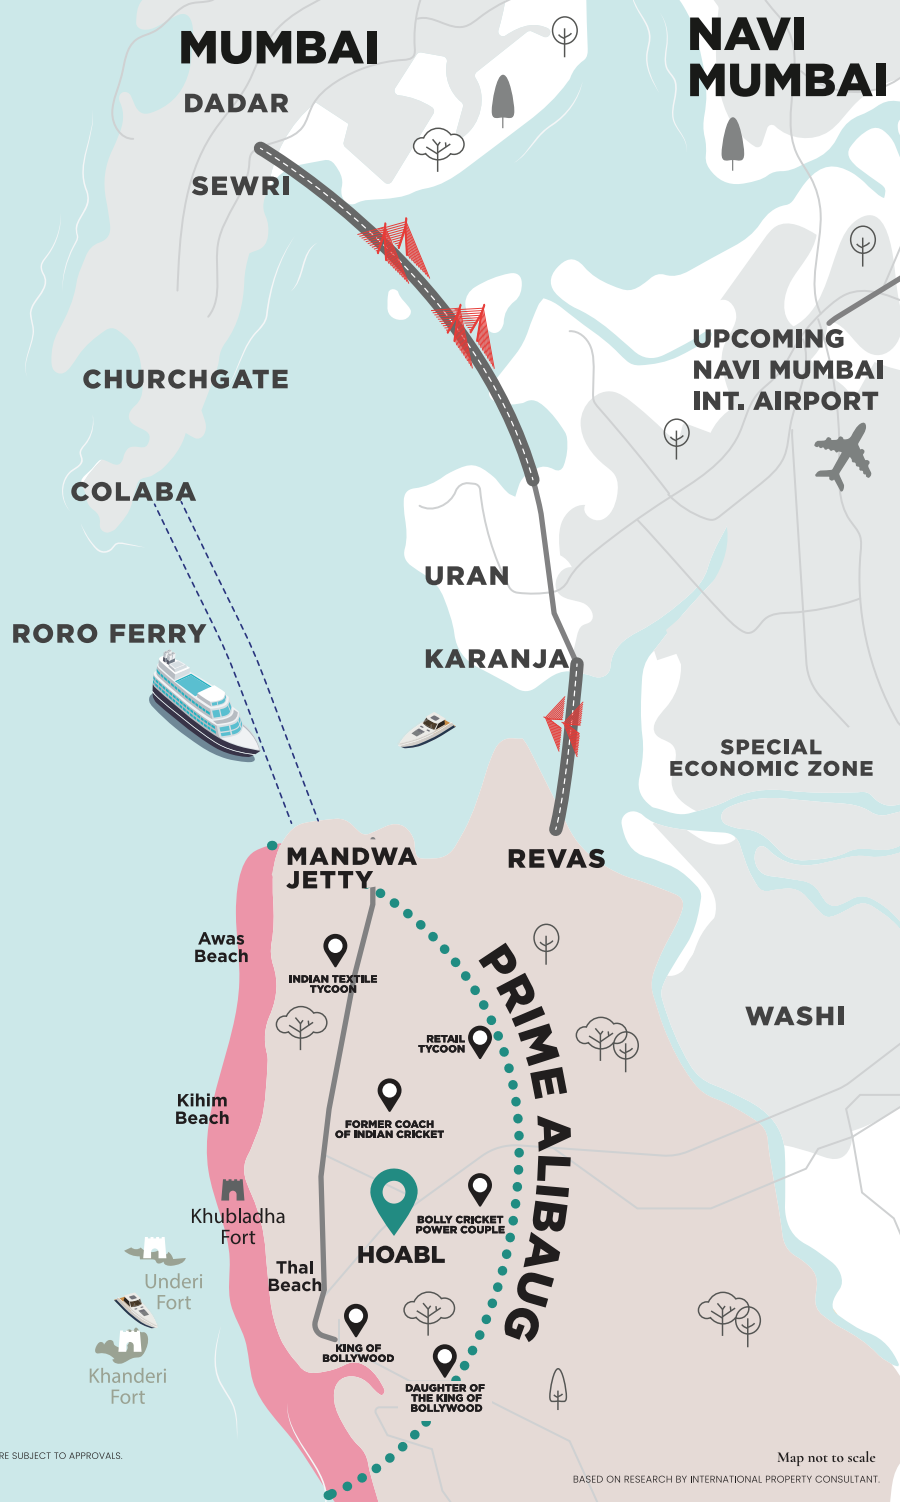 MUMBAI
NAVI
MUMBAI
DADAR
SEWRI
UPCOMING
NAVI MUMBAI
INT. AIRPORT
CHURCHGATE
COLABA
URAN
RORO FERRY
KARANJA
SPECIAL
ECONOMIC ZONE
MANDWA
JETTY
REVAS
Awas
Beach
INDIAN TEXTILE
TYCOON
PRIME ALIBAUG
WASHI
RETAIL
TYCOON
Kihim
Beach
FORMER COACH
OF INDIAN CRICKET
Khubladha
Fort
BOLLY CRICKET
POWER COUPLE
HOABL
Thal
Beach
Underi
Fort
KING OF
BOLLYWOOD
Khanderi
Fort
DAUGHTER OF
THE KING OF
BOLLYWOOD
RE SUBJECT TO APPROVALS.
Map not to scale
BASED ON RESEARCH BY INTERNATIONAL PROPERTY CONSULTANT.